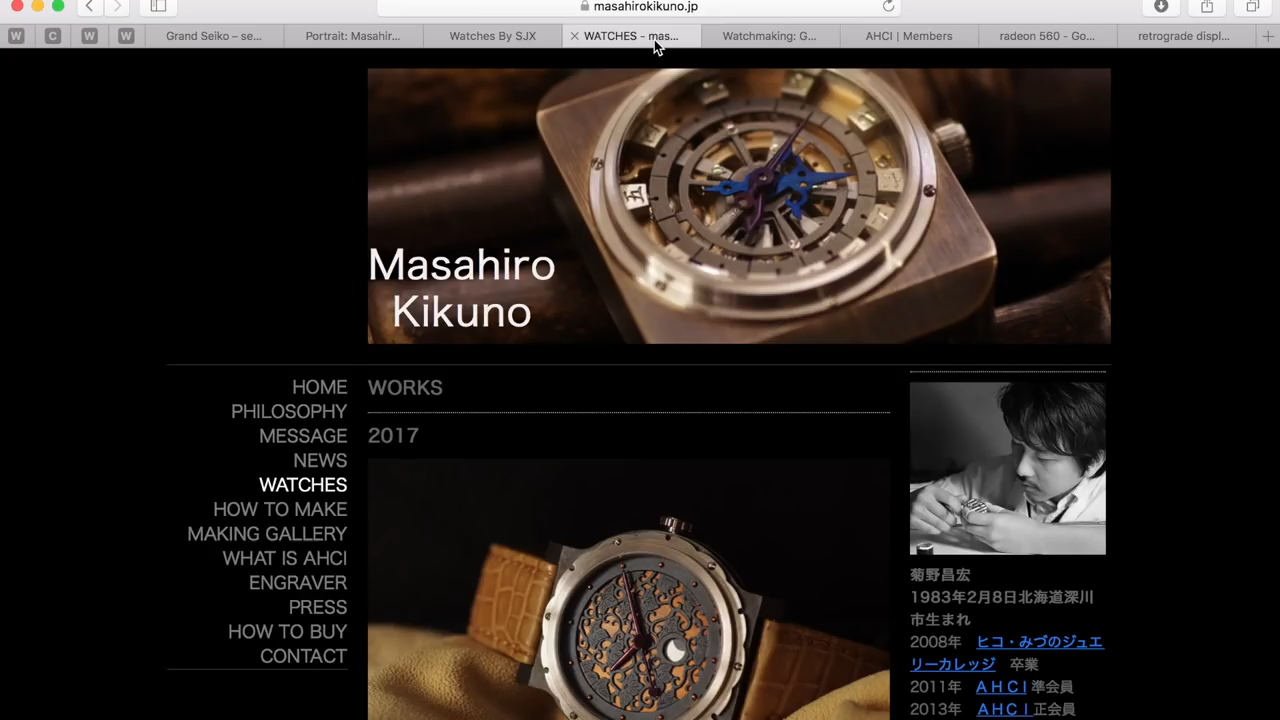 masahirokikuno.jp
W
C
W
W
Grand Seiko – se...
Portrait: Masahir...
Watches By SJX
WATCHES - mas...
Watchmaking: G...
AHCI | Members
radeon 560 - Go...
retrograde displ...
Masahiro
Kikuno
HOME
PHILOSOPHY
MESSAGE
NEWS
WATCHES
HOW TO MAKE
MAKING GALLERY
WHAT IS AHCI
ENGRAVER
PRESS
HOW TO BUY
CONTACT
WORKS
2017
菊野昌宏
1983年2月8日北海道深川
市生まれ
2008年 ヒコ・みづのジュエ
リーカレッジ 卒業
2011年 ＡＨＣＩ準会員
2013年 ＡＨＣＩ正会員